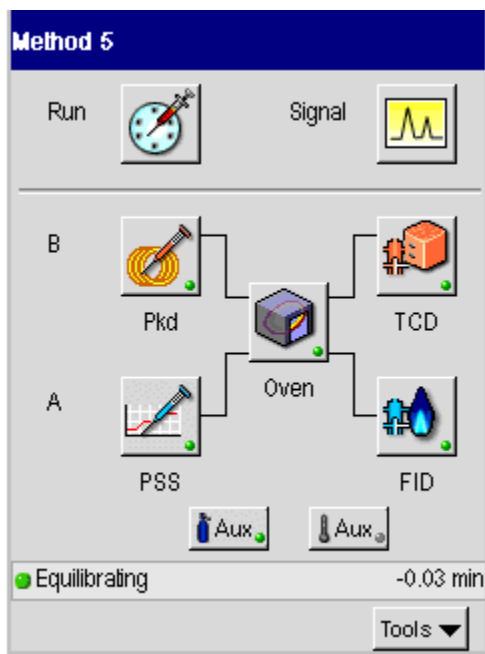 Method 5
Run Signal
B
Pkd TCD
Oven
A
PSS FID
Aux Aux
Equilibrating -0.03 min
Tools